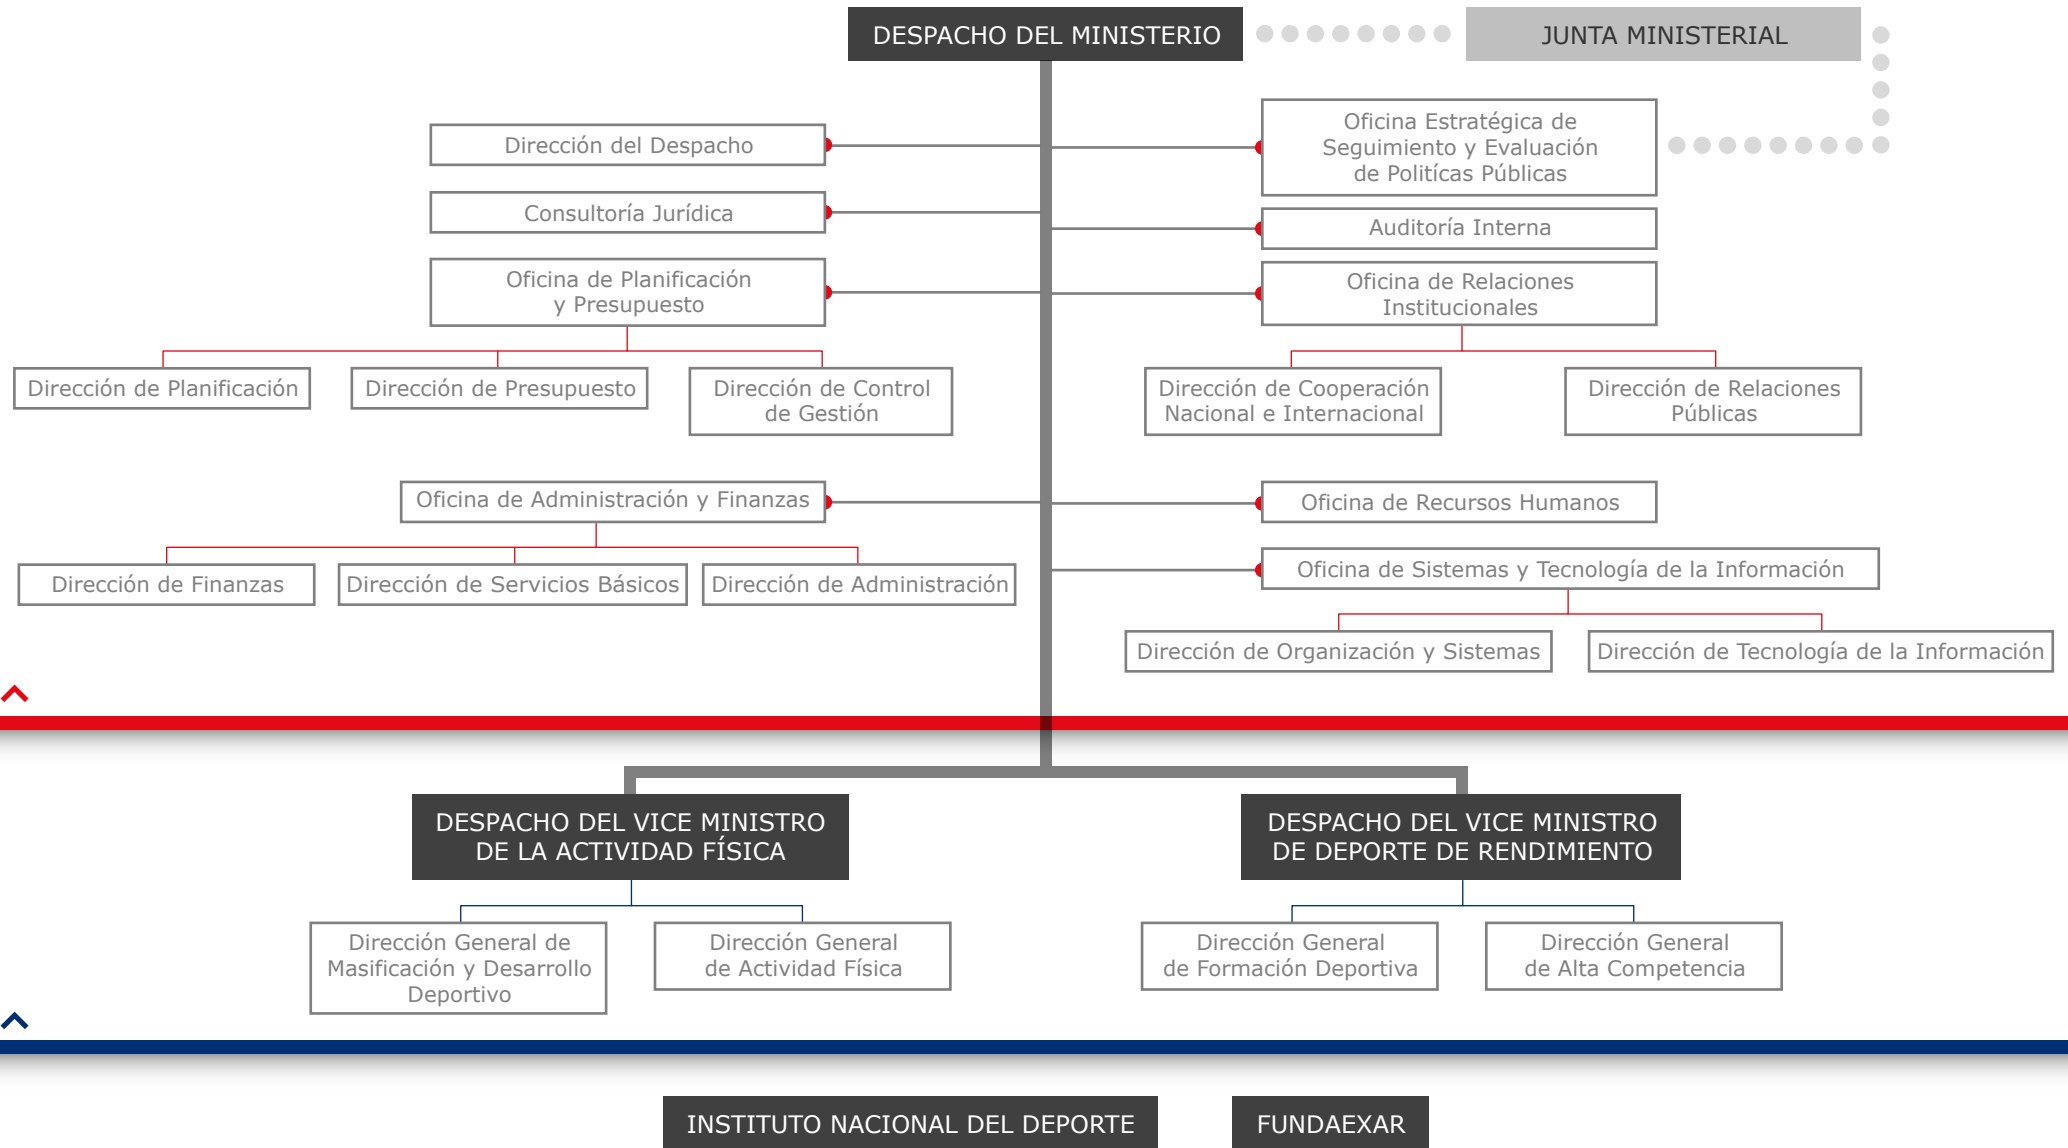 DESPACHO DEL MINISTERIO
JUNTA MINISTERIAL
Dirección del Despacho
Oficina Estratégica de
Seguimiento y Evaluación
de Politícas Públicas
Consultoría Jurídica
Auditoría Interna
Oficina de Planificación
y Presupuesto
Oficina de Relaciones
Institucionales
Dirección de Planificación
Dirección de Presupuesto
Dirección de Control
de Gestión
Dirección de Cooperación
Nacional e Internacional
Dirección de Relaciones
Públicas
Oficina de Administración y Finanzas
Oficina de Recursos Humanos
Dirección de Finanzas
Dirección de Servicios Básicos
Dirección de Administración
Oficina de Sistemas y Tecnología de la Información
Dirección de Organización y Sistemas
Dirección de Tecnología de la Información
DESPACHO DEL VICE MINISTRO
DE LA ACTIVIDAD FÍSICA
DESPACHO DEL VICE MINISTRO
DE DEPORTE DE RENDIMIENTO
Dirección General de
Masificación y Desarrollo
Deportivo
Dirección General
de Actividad Física
Dirección General
de Formación Deportiva
Dirección General
de Alta Competencia
INSTITUTO NACIONAL DEL DEPORTE
FUNDAEXAR